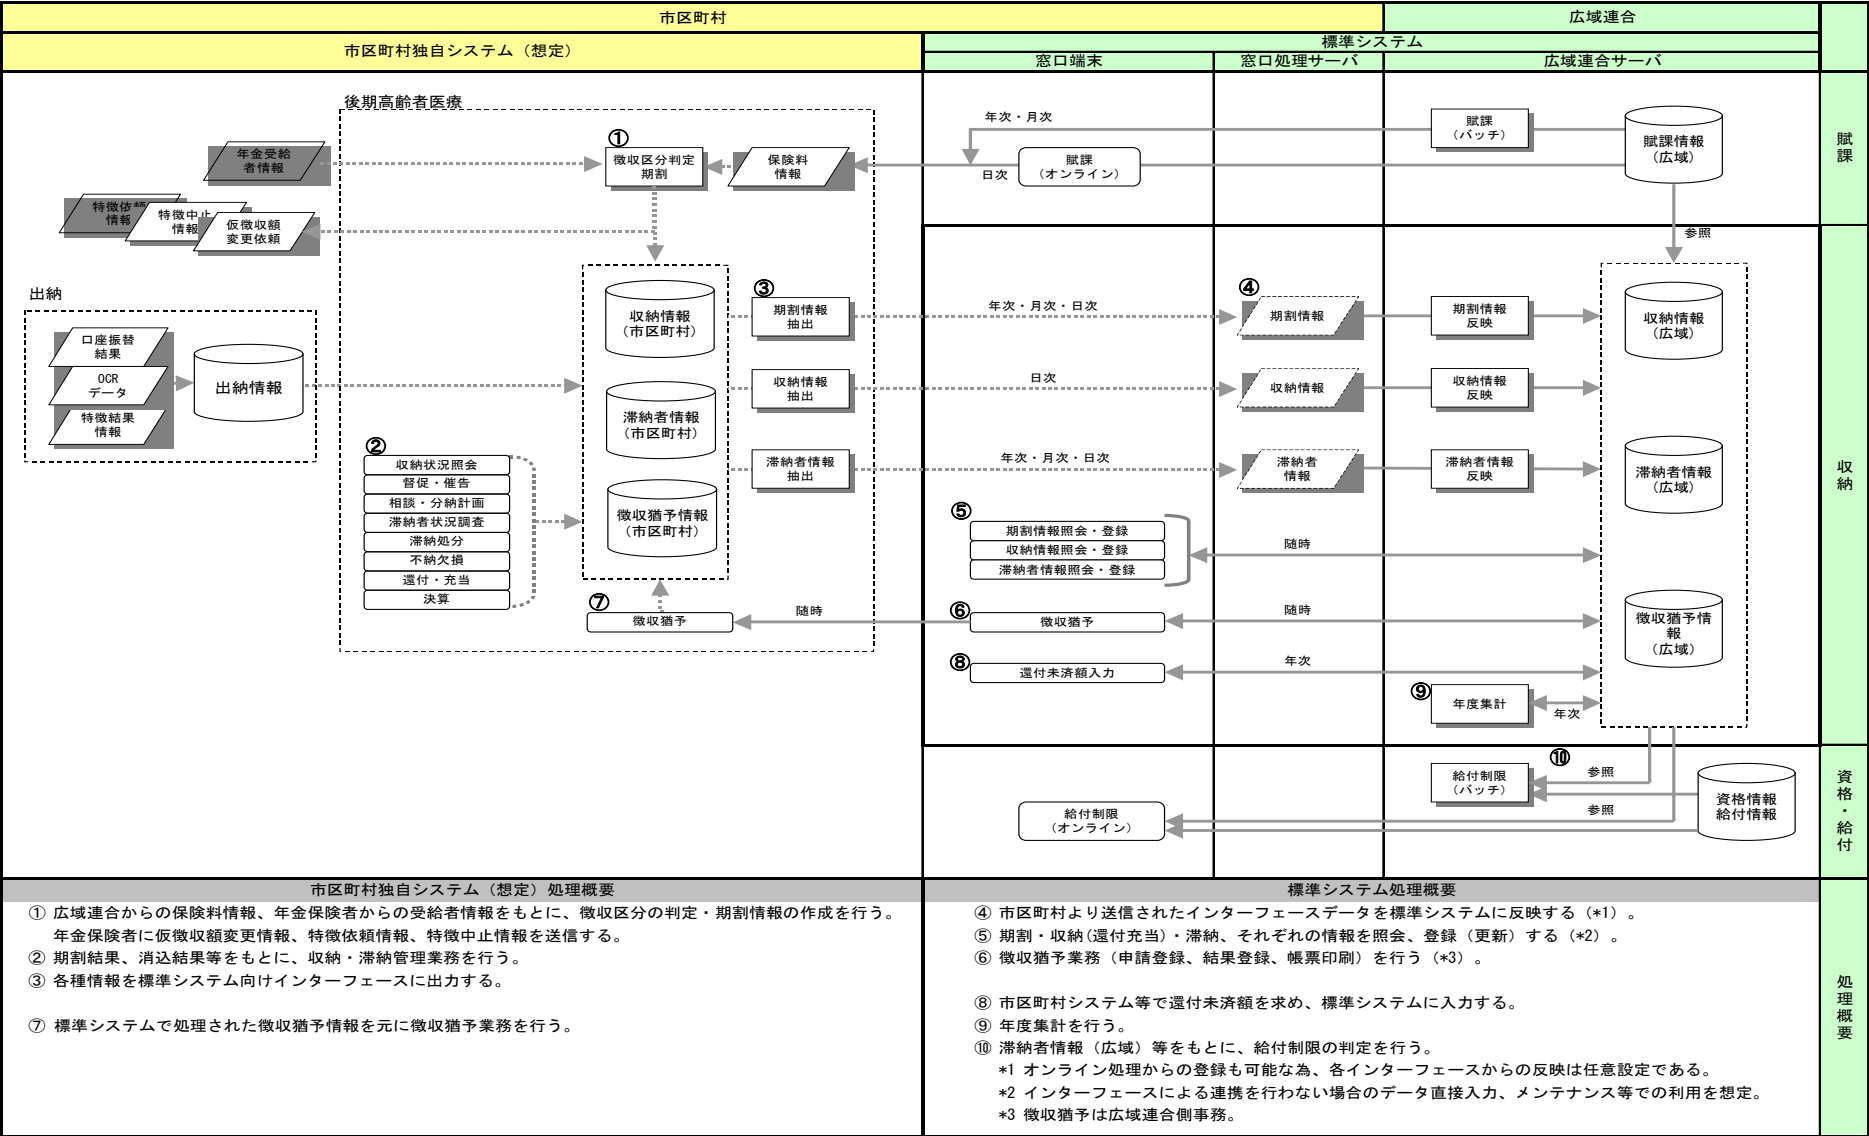 市区町村
広域連合
市区町村独自システム（想定）
標準システム
窓口端末
窓口処理サーバ
広域連合サーバ
後期高齢者医療
年金受給
者情報
①
徴収区分判定
期割
保険料
情報
年次・月次
日次
賦課
（オンライン）
賦課
（バッチ）
賦課情報
（広域）
賦課
特徴依頼
情報
特徴中止
情報
仮徴収額
変更依頼
参照
出納
口座振替
結果
OCR
データ
特徴結果
情報
出納情報
収納情報
（市区町村）
滞納者情報
（市区町村）
徴収猶予情報
（市区町村）
③
期割情報
抽出
収納情報
抽出
滞納者情報
抽出
年次・月次・日次
日次
年次・月次・日次
④
期割情報
収納情報
滞納者
情報
期割情報
反映
収納情報
反映
滞納者情報
反映
収納情報
（広域）
滞納者情報
（広域）
徴収猶予情
報
（広域）
収納
②
収納状況照会
督促・催告
相談・分納計画
滞納者状況調査
滞納処分
不納欠損
還付・充当
決算
⑤
期割情報照会・登録
収納情報照会・登録
滞納者情報照会・登録
随時
⑦
徴収猶予
随時
⑥
徴収猶予
随時
⑧
還付未済額入力
年次
⑨
年度集計
年次
⑩
給付制限
（バッチ）
参照
給付制限
（オンライン）
参照
資格情報
給付情報
資格・給付
市区町村独自システム（想定）処理概要
① 広域連合からの保険料情報、年金保険者からの受給者情報をもとに、徴収区分の判定・期割情報の作成を行う。
年金保険者に仮徴収額変更情報、特徴依頼情報、特徴中止情報を送信する。
② 期割結果、消込結果等をもとに、収納・滞納管理業務を行う。
③ 各種情報を標準システム向けインターフェースに出力する。
⑦ 標準システムで処理された徴収猶予情報を元に徴収猶予業務を行う。
標準システム処理概要
④ 市区町村より送信されたインターフェースデータを標準システムに反映する（*1）。
⑤ 期割・収納(還付充当)・滞納、それぞれの情報を照会、登録（更新）する（*2）。
⑥ 徴収猶予業務（申請登録、結果登録、帳票印刷）を行う（*3）。
⑧ 市区町村システム等で還付未済額を求め、標準システムに入力する。
⑨ 年度集計を行う。
⑩ 滞納者情報（広域）等をもとに、給付制限の判定を行う。
*1 オンライン処理からの登録も可能な為、各インターフェースからの反映は任意設定である。
*2 インターフェースによる連携を行わない場合のデータ直接入力、メンテナンス等での利用を想定。
*3 徴収猶予は広域連合側事務。
処理概要